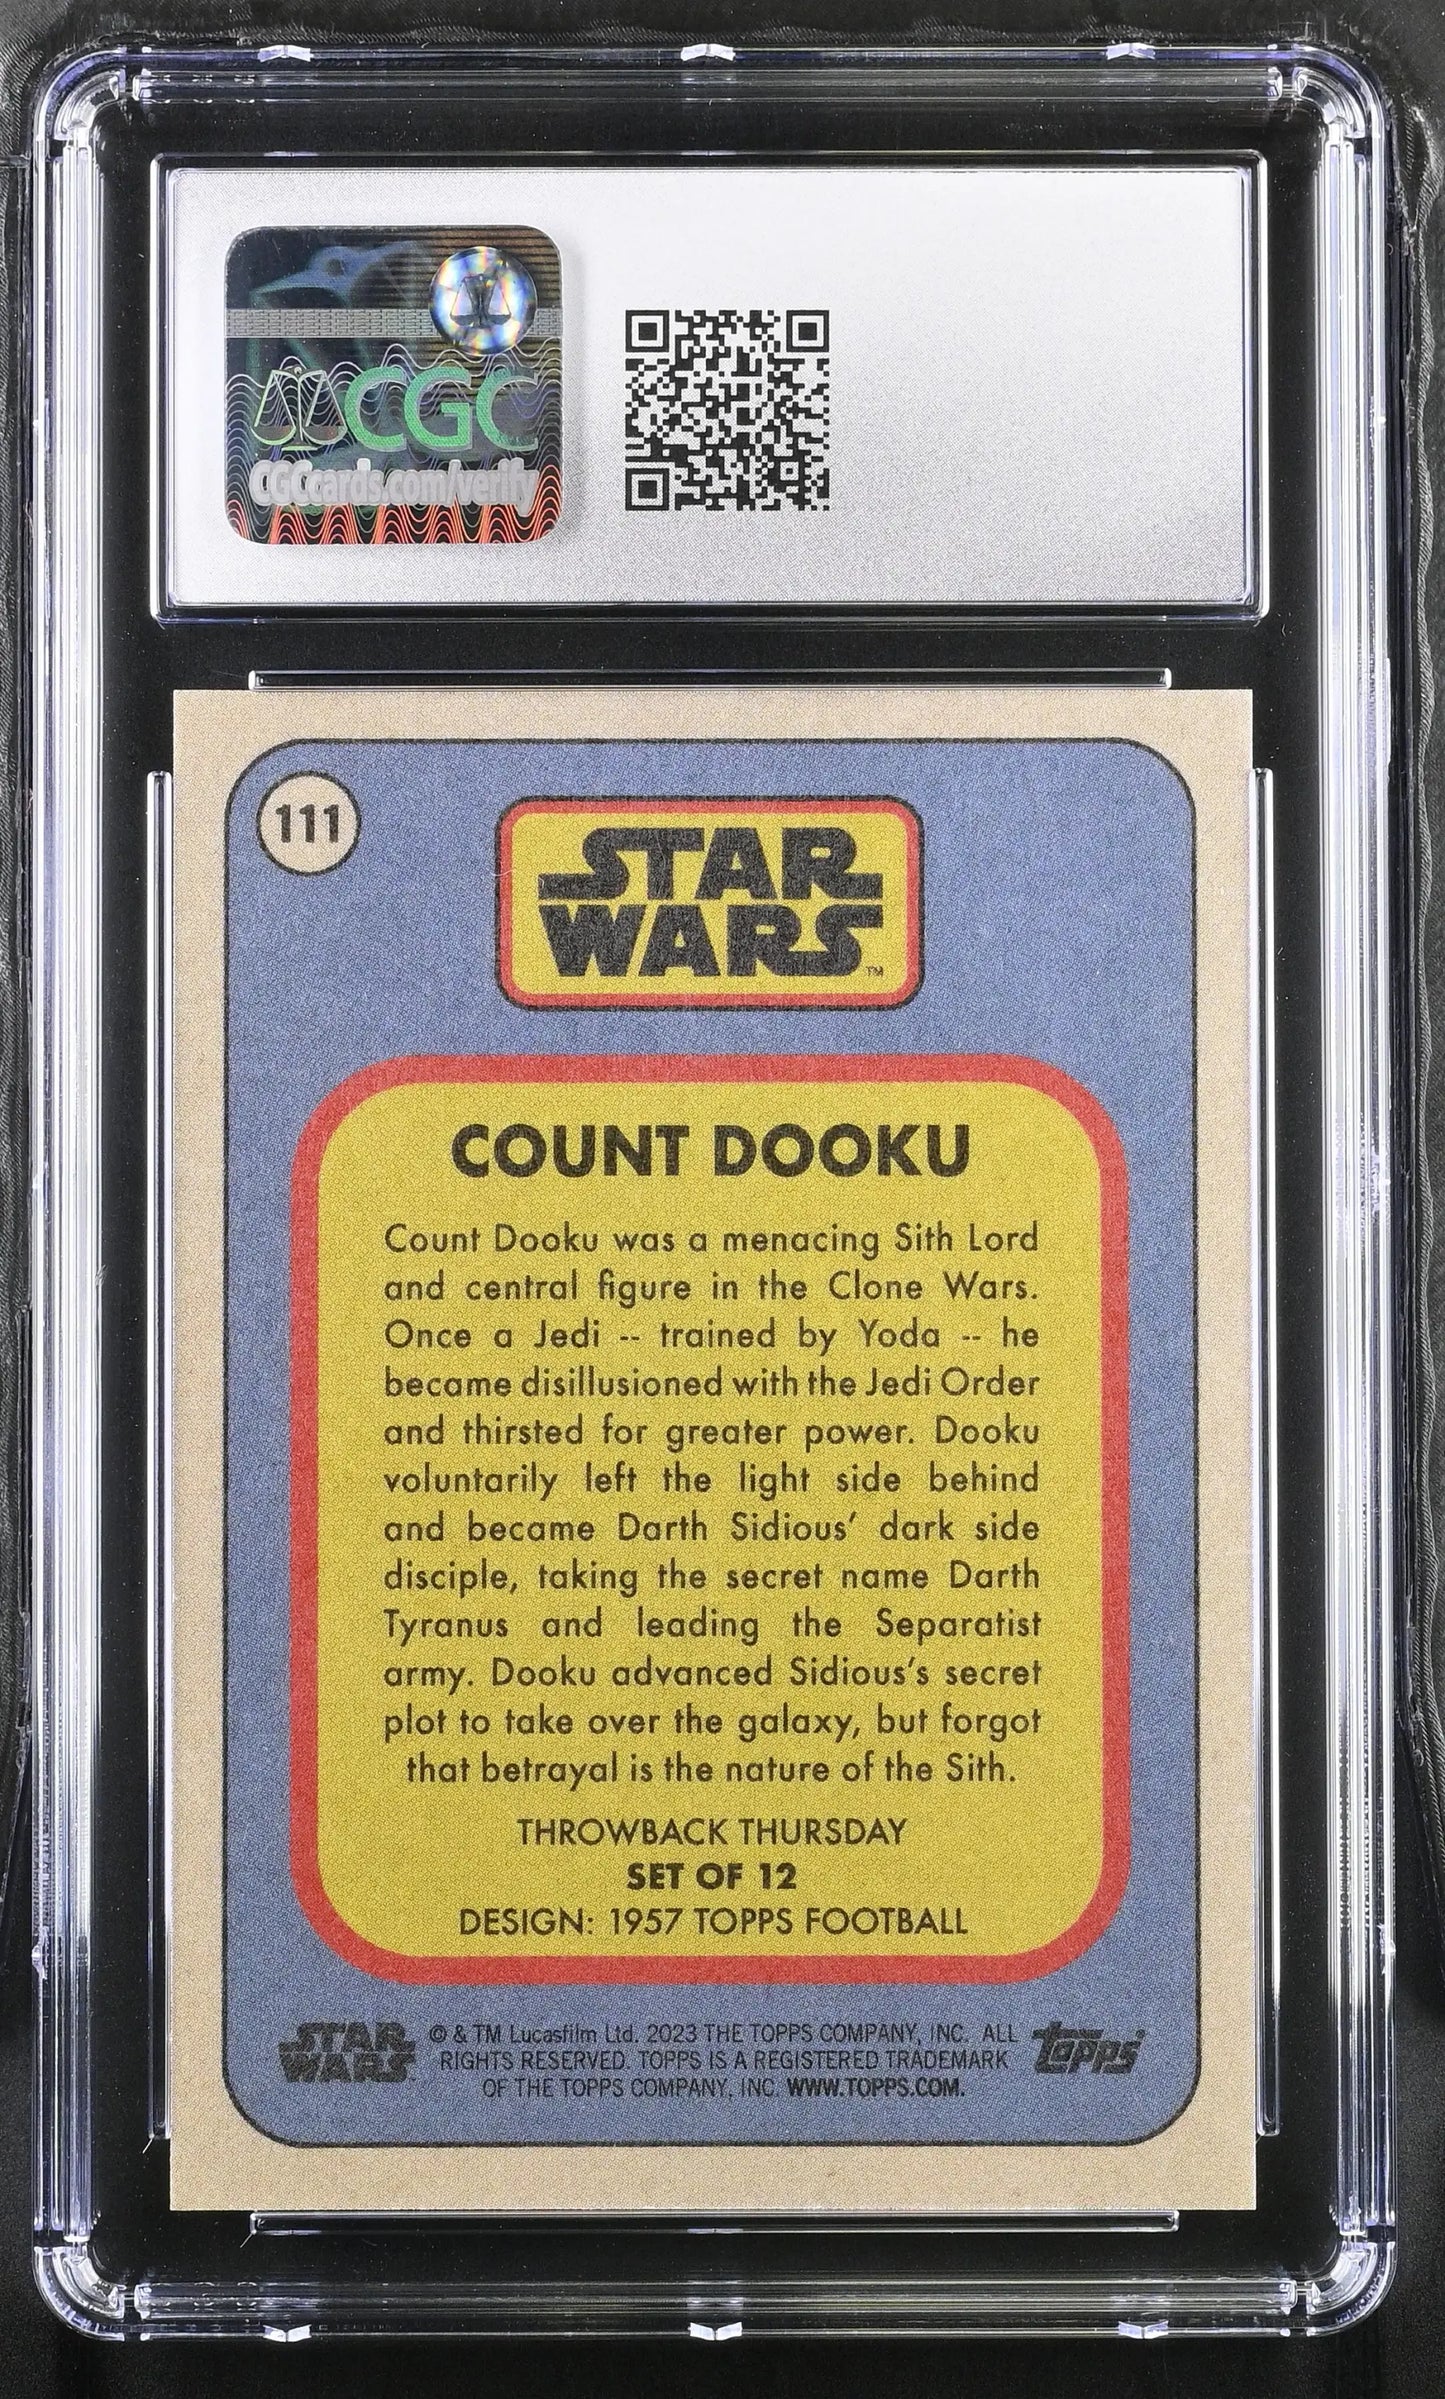 CGC
CGCcards.com/verify
111
STAR
WARS™
COUNT DOOKU
Count Dooku was a menacing Sith Lord
and central figure in the Clone Wars.
Once a Jedi -- trained by Yoda -- he
became disillusioned with the Jedi Order
and thirsted for greater power. Dooku
voluntarily left the light side behind
and became Darth Sidious’ dark side
disciple, taking the secret name Darth
Tyranus and leading the Separatist
army. Dooku advanced Sidious’s secret
plot to take over the galaxy, but forgot
that betrayal is the nature of the Sith.
THROWBACK THURSDAY
SET OF 12
DESIGN: 1957 TOPPS FOOTBALL
STAR
WARS
© & TM Lucasfilm Ltd. 2023 THE TOPPS COMPANY, INC. ALL
RIGHTS RESERVED. TOPPS IS A REGISTERED TRADEMARK
OF THE TOPPS COMPANY, INC. WWW.TOPPS.COM.
topps